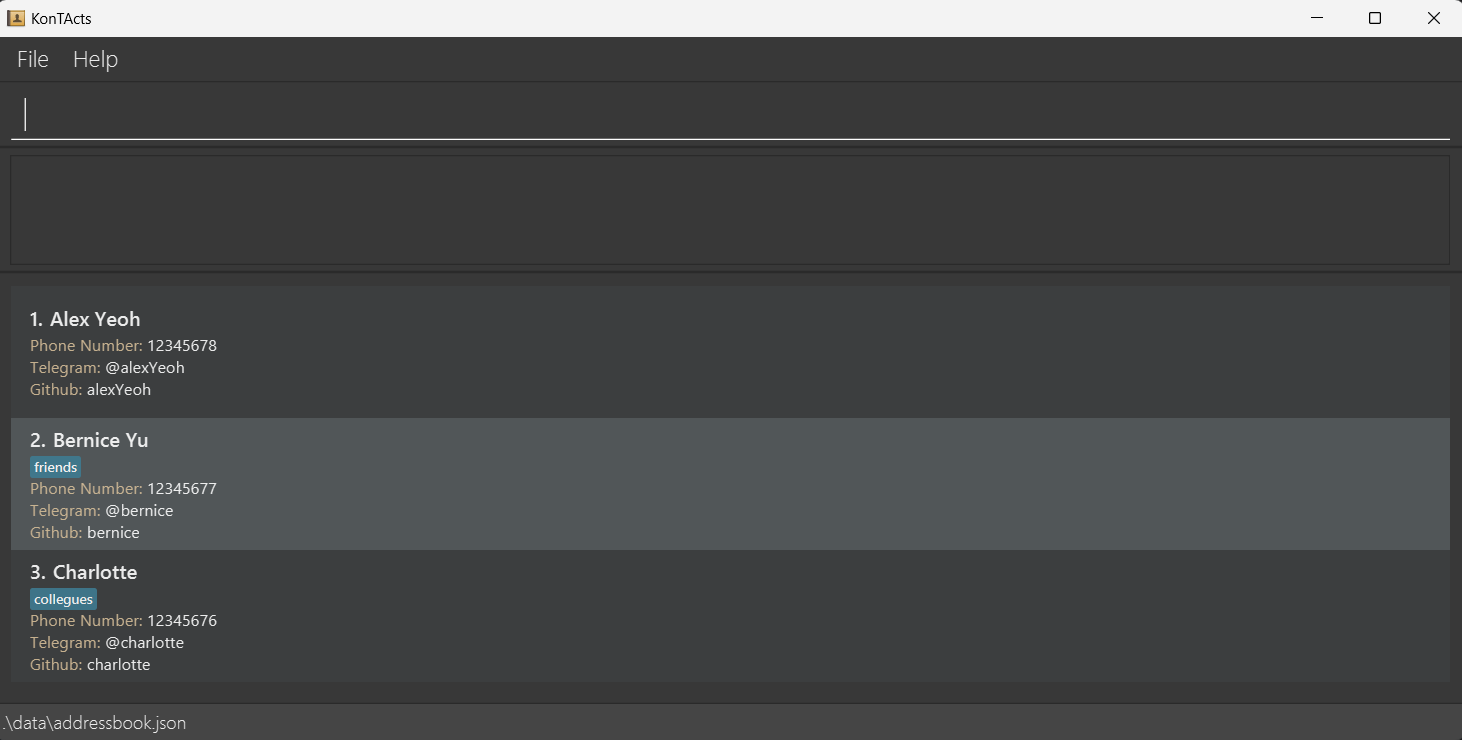 KonTActs
File Help
1. Alex Yeoh
Phone Number: 12345678
Telegram: @alexYeoh
Github: alexYeoh
2. Bernice Yu
friends
Phone Number: 12345677
Telegram: @bernice
Github: bernice
3. Charlotte
collegues
Phone Number: 12345676
Telegram: @charlotte
Github: charlotte
.\data\addressbook.json